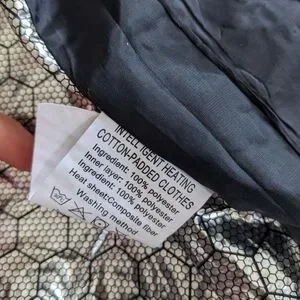 INTELLIGENT HEATING
COTTON-PADDED CLOTHES
Ingredient: 100% polyester
Inner layer: 100% polyester
Ingredient: 100% polyester
Heat sheet:Composite fiber
Washing method